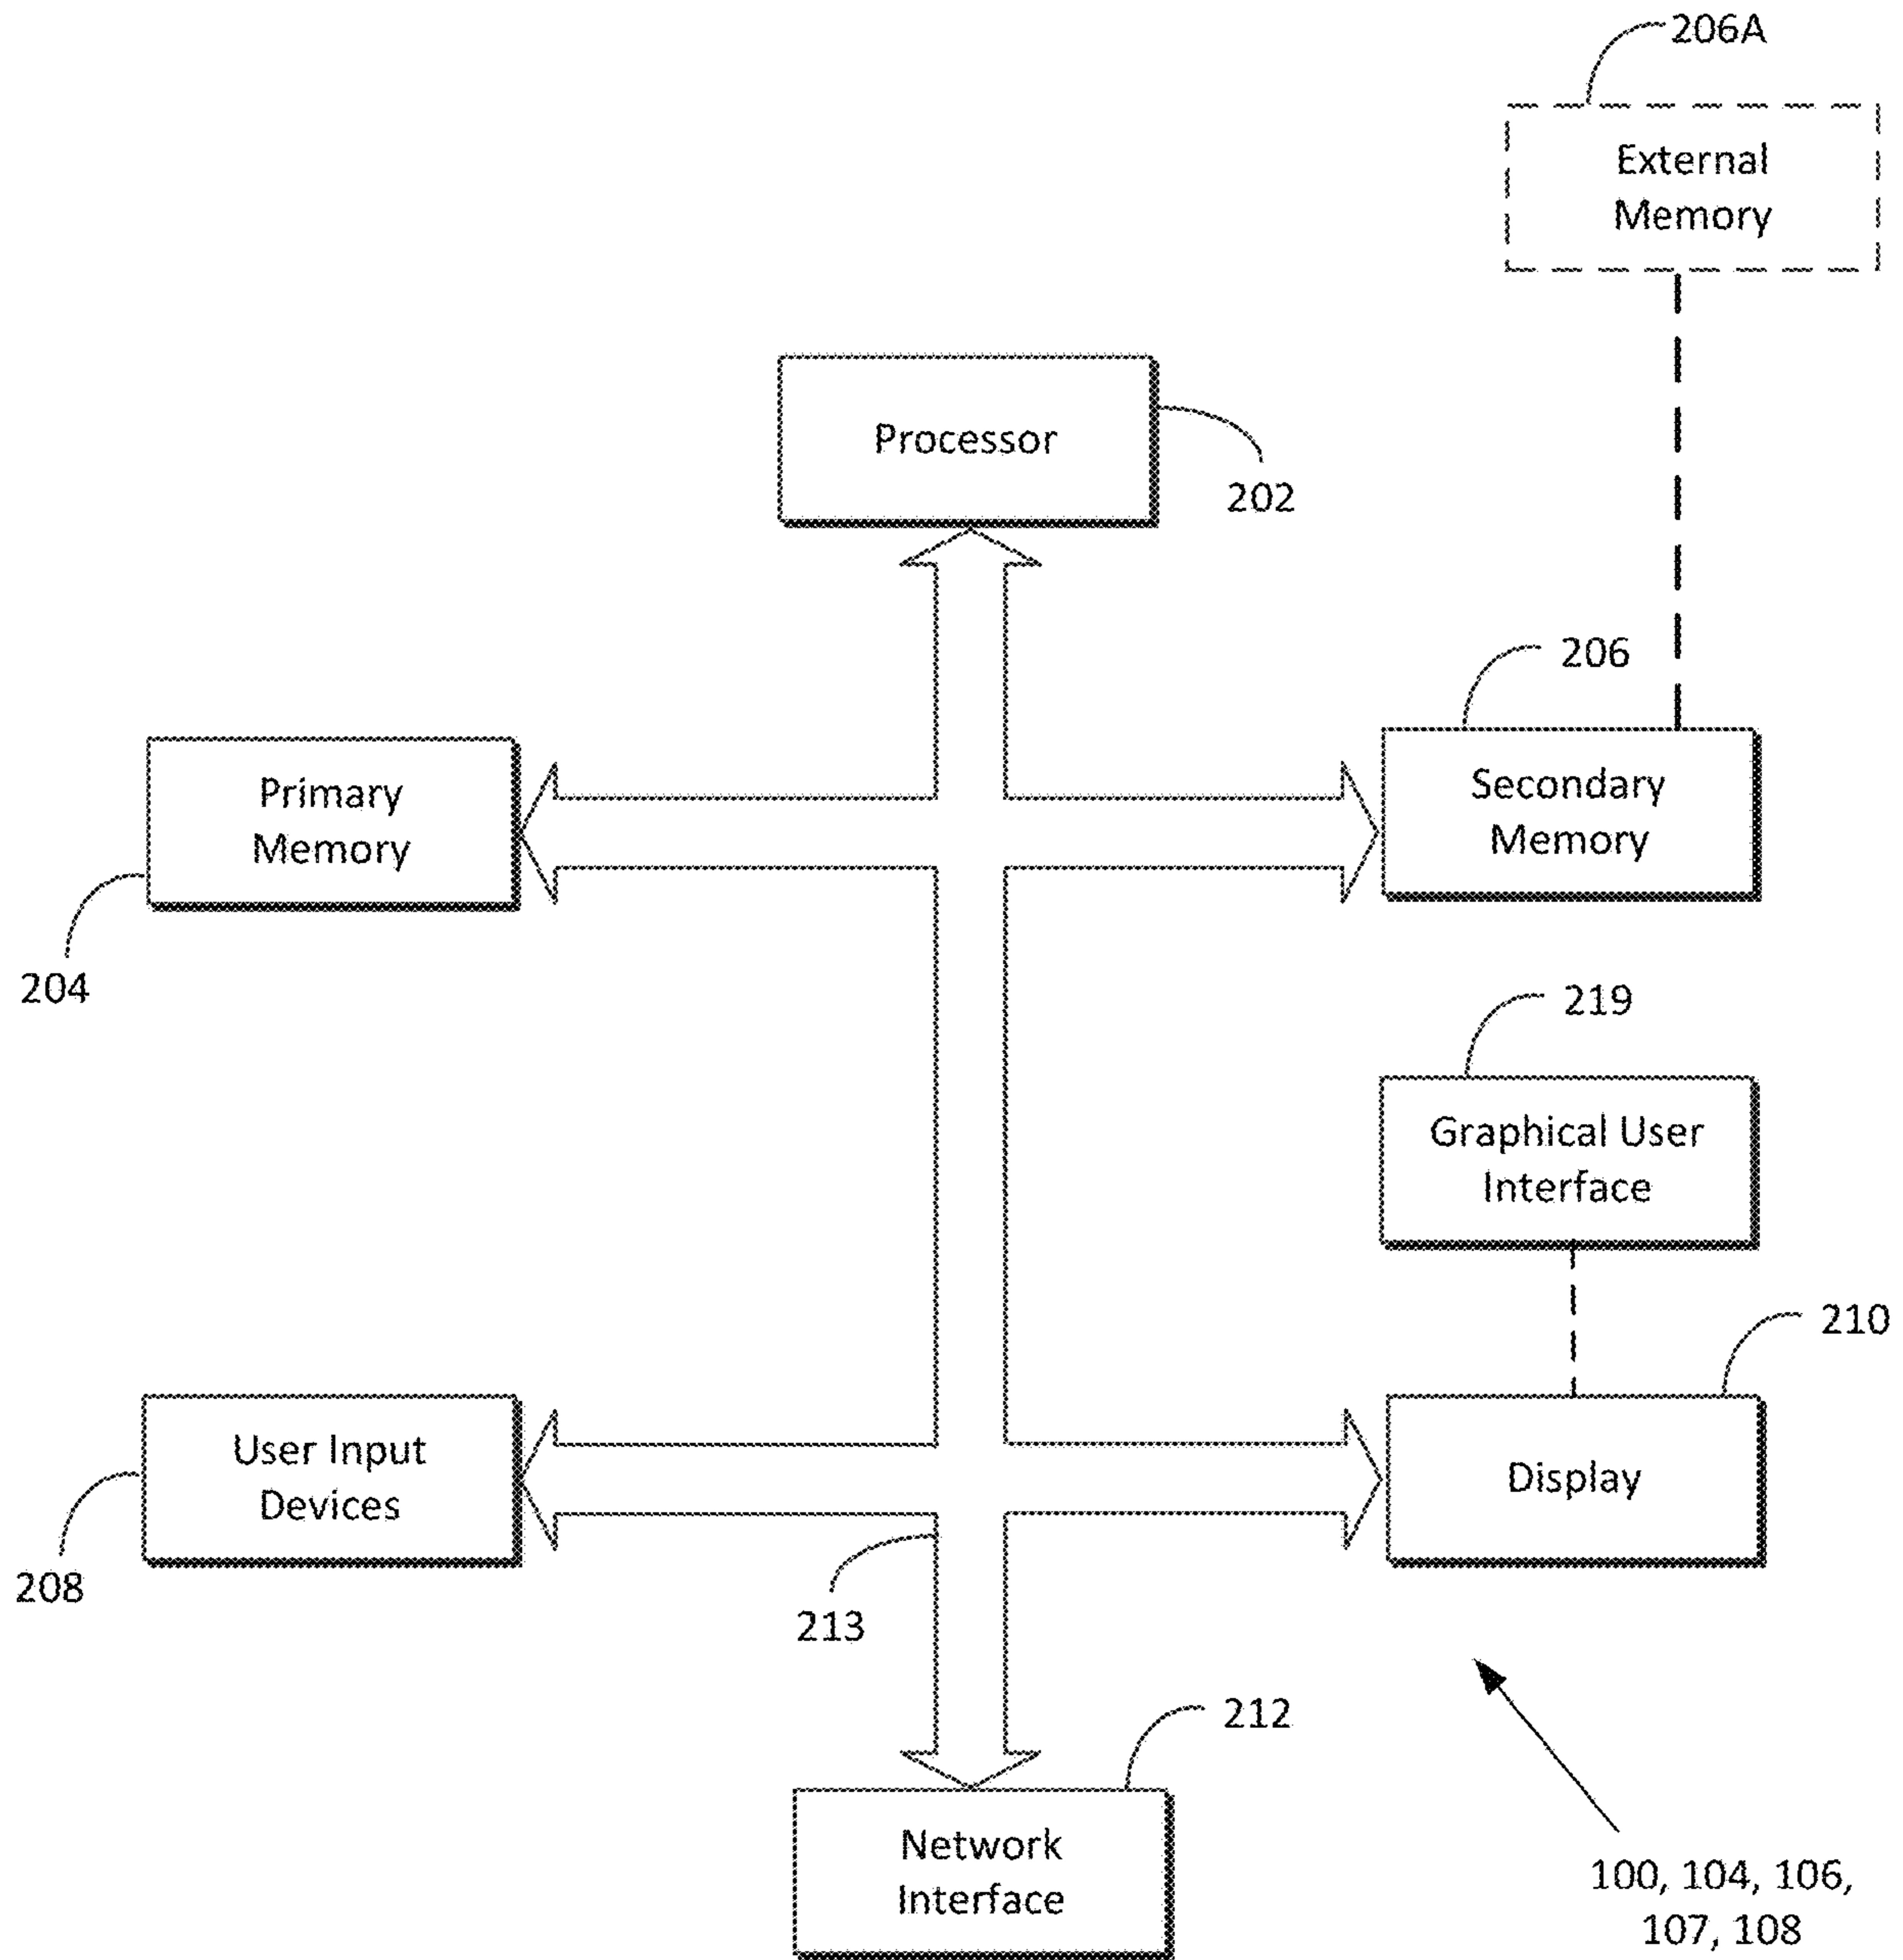 206A
External
Memory
Processor
202
206
Primary
Memory
Secondary
Memory
204
219
Graphical User
Interface
210
User Input
Devices
Display
208
213
212
Network
Interface
100, 104, 106,
107, 108